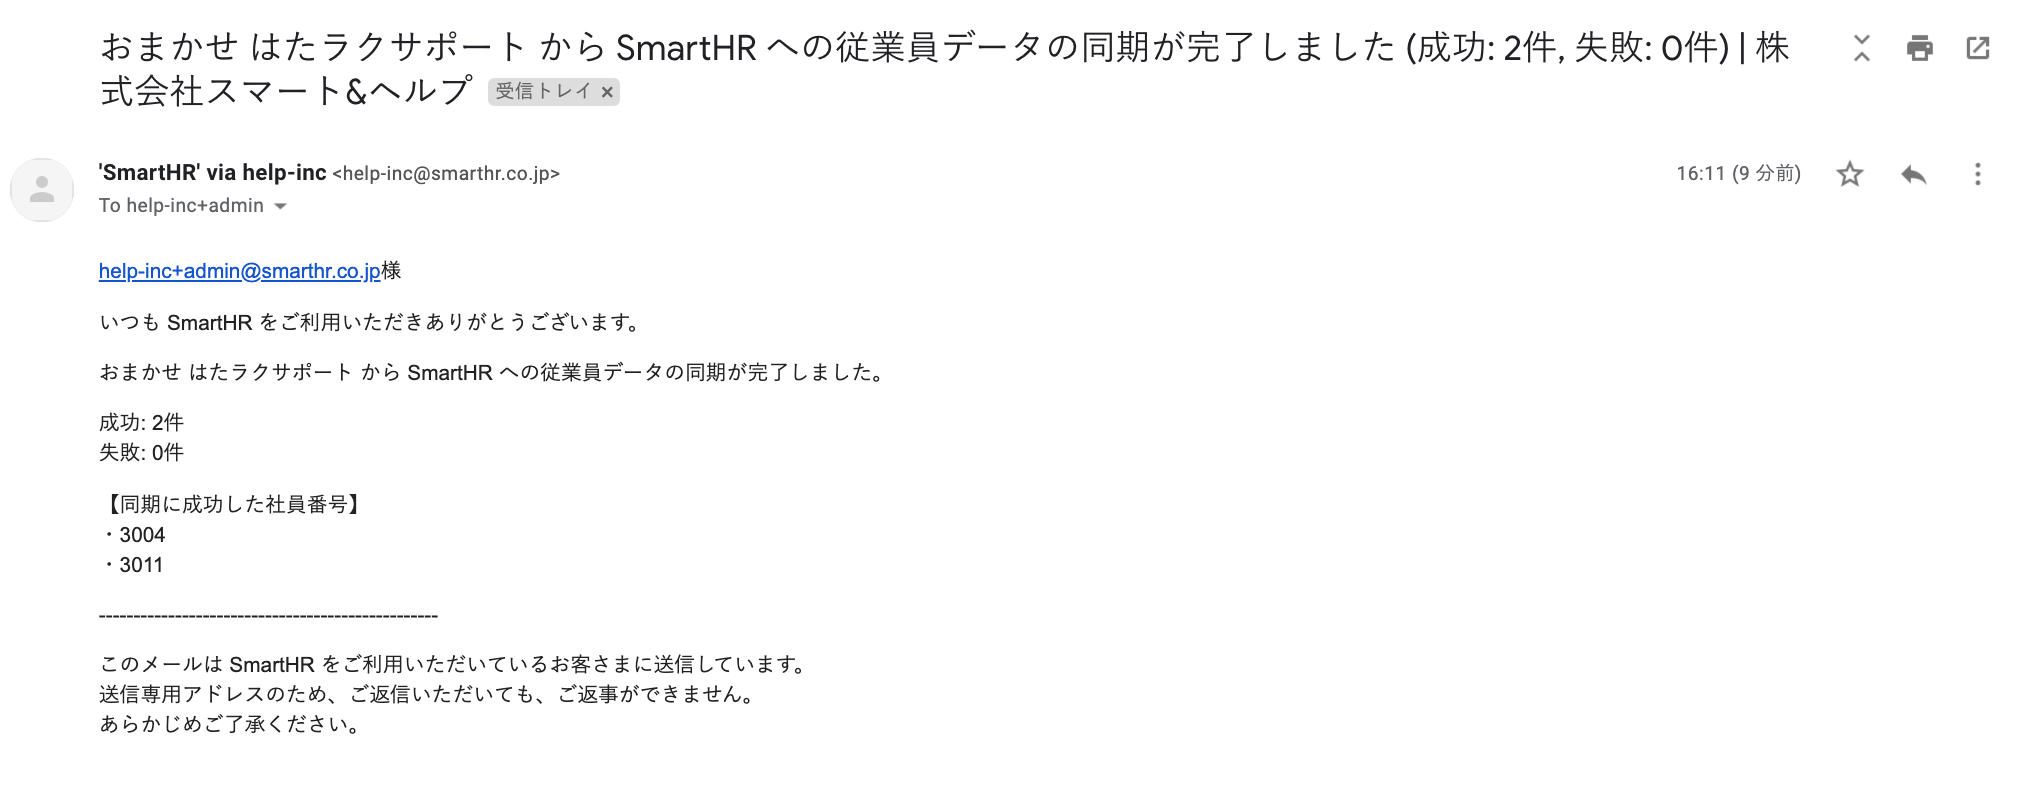 おまかせ はたラクサポート から SmartHR への従業員データの同期が完了しました (成功: 2件, 失敗: 0件) | 株
式会社スマート&ヘルプ 受信トレイ ×
'SmartHR' via help-inc <help-inc@smarthr.co.jp> 16:11 (9 分前)
To help-inc+admin
help-inc+admin@smarthr.co.jp様
いつも SmartHR をご利用いただきありがとうございます。
おまかせ はたラクサポート から SmartHR への従業員データの同期が完了しました。
成功: 2件
失敗: 0件
【同期に成功した社員番号】
・3004
・3011
-------------------------------------------------
このメールは SmartHR をご利用いただいているお客さまに送信しています。
送信専用アドレスのため、ご返信いただいても、ご返事ができません。
あらかじめご了承ください。